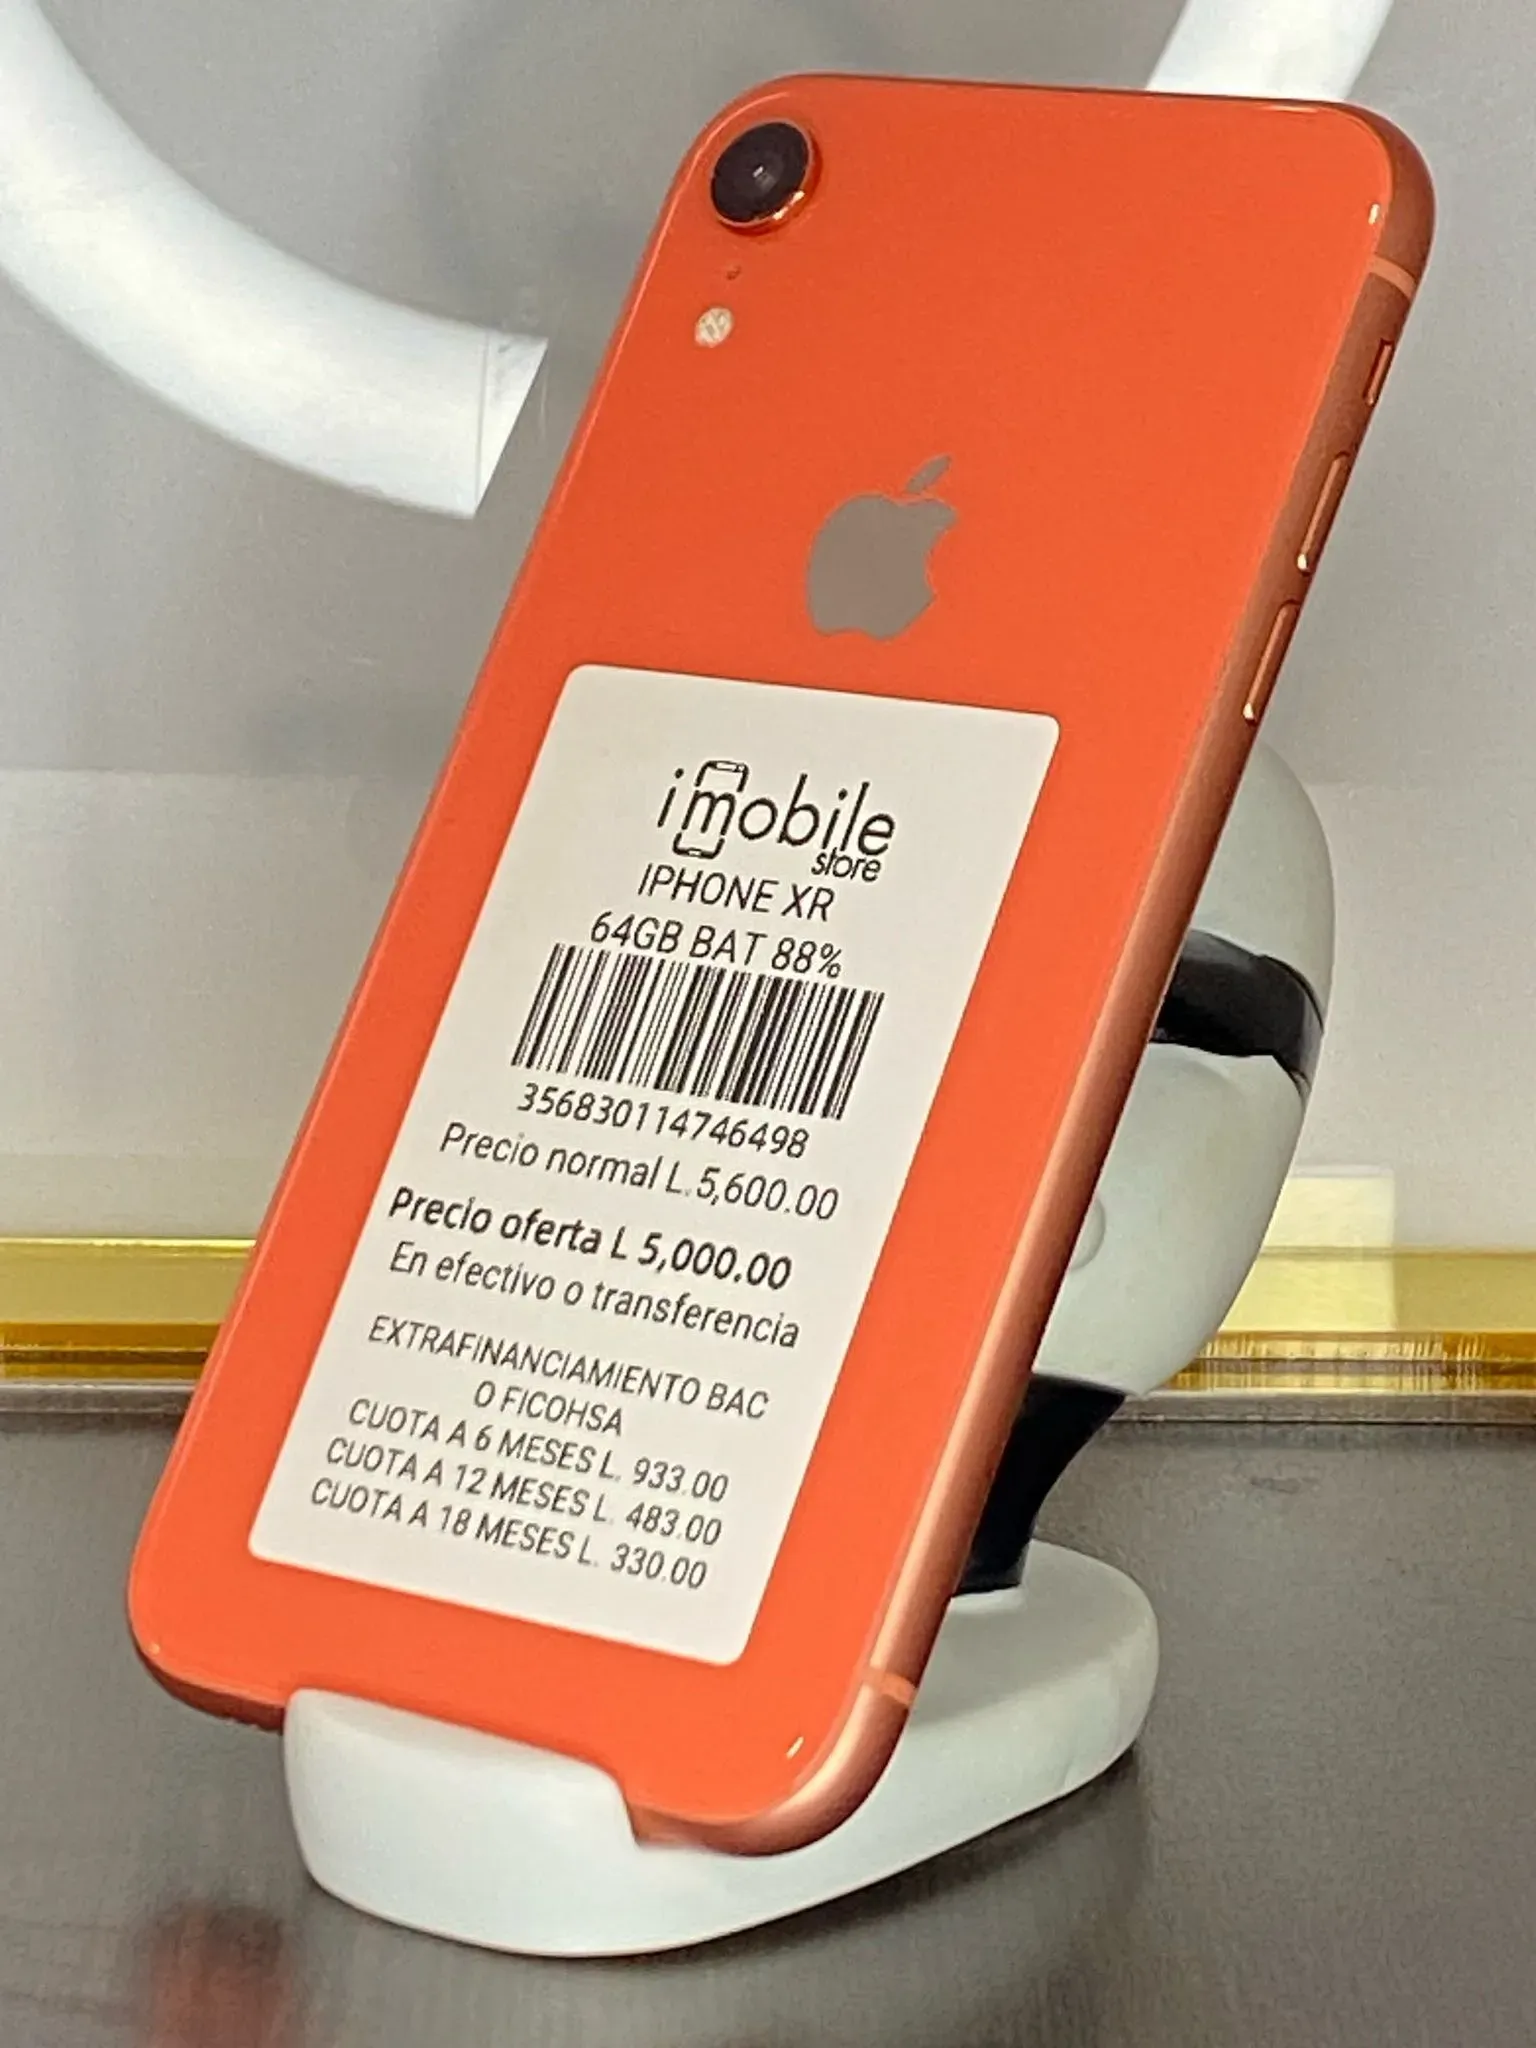 imobile
store
IPHONE XR
64GB BAT 88%
356830114746498
Precio normal L. 5,600.00
Precio oferta L 5,000.00
En efectivo o transferencia
EXTRAFINANCIAMIENTO BAC
O FICOHSA
CUOTA A 6 MESES L. 933.00
CUOTA A 12 MESES L. 483.00
CUOTA A 18 MESES L. 330.00